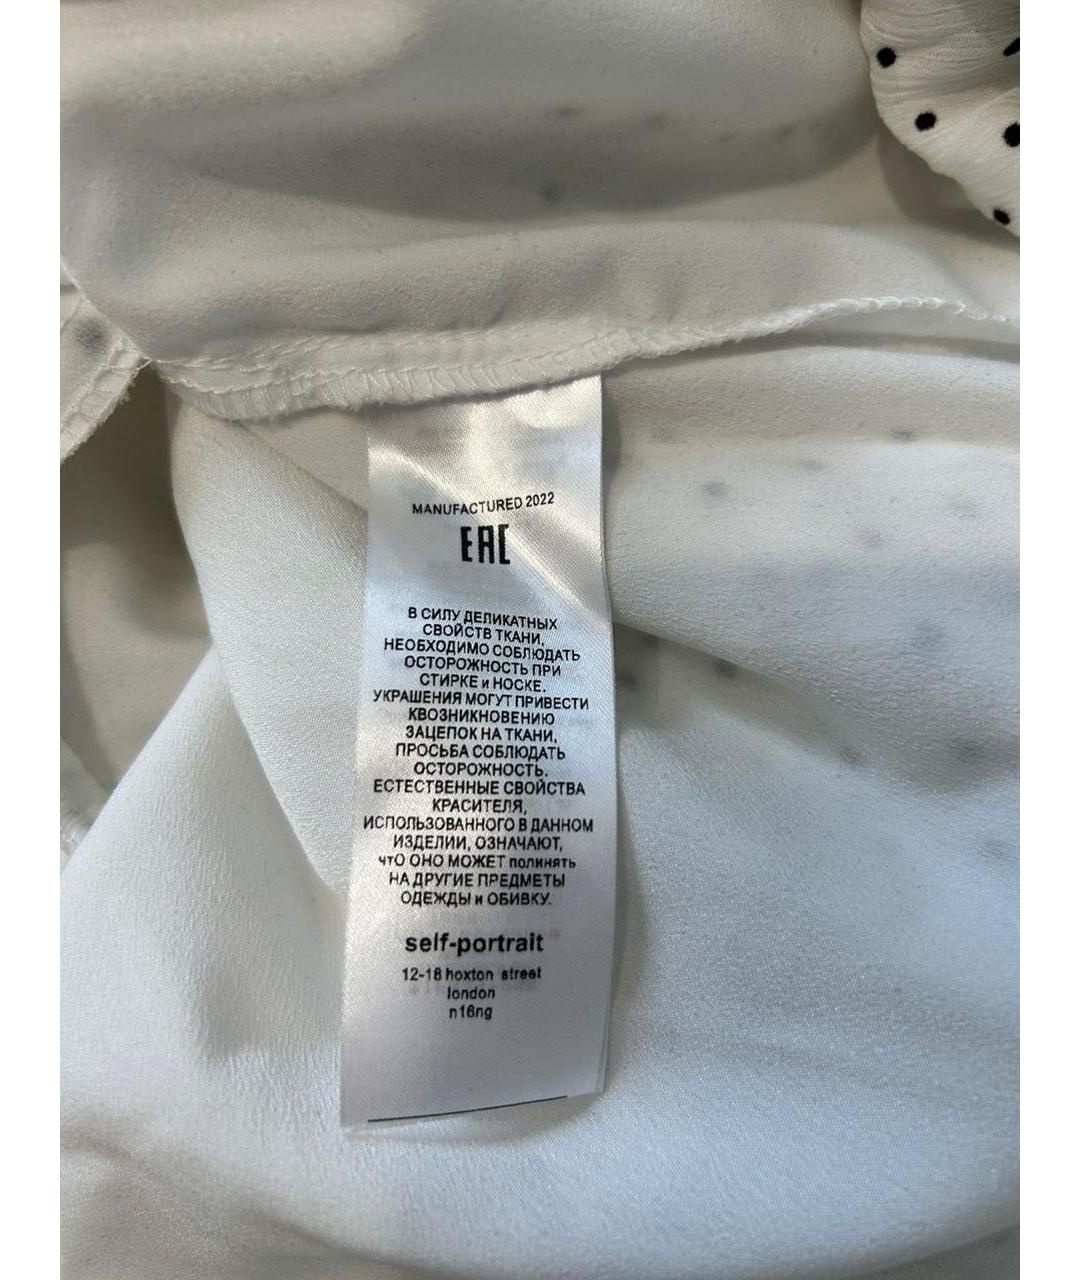 MANUFACTURED 2022
EAC
В СИЛУ ДЕЛИКАТНЫХ
СВОЙСТВ ТКАНИ,
НЕОБХОДИМО СОБЛЮДАТЬ
ОСТОРОЖНОСТЬ ПРИ
СТИРКЕ и НОСКЕ.
УКРАШЕНИЯ МОГУТ ПРИВЕСТИ
КВОЗНИКНОВЕНИЮ
ЗАЦЕПОК НА ТКАНИ,
ПРОСЬБА СОБЛЮДАТЬ
ОСТОРОЖНОСТЬ.
ЕСТЕСТВЕННЫЕ СВОЙСТВА
КРАСИТЕЛЯ,
ИСПОЛЬЗОВАННОГО В ДАННОМ
ИЗДЕЛИИ, ОЗНАЧАЮТ,
чтО ОНО МОЖЕТ полинять
НА ДРУГИЕ ПРЕДМЕТЫ
ОДЕЖДЫ и ОБИВКУ.
self-portrait
12-18 hoxton street
london
n16ng